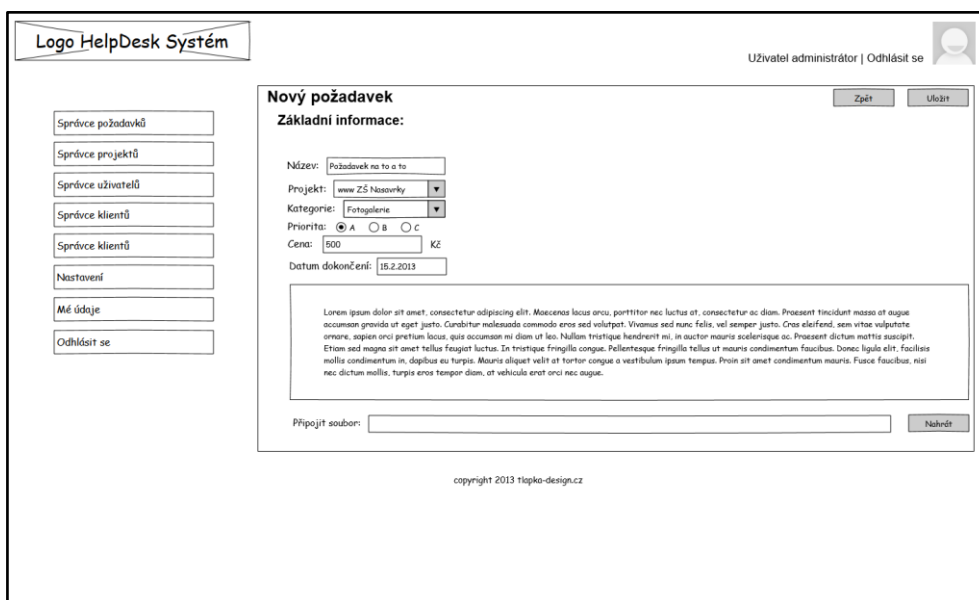 Logo HelpDesk Systém
Uživatel administrátor | Odhlásit se
Správce požadavků
Správce projektů
Správce uživatelů
Správce klientů
Správce klientů
Nastavení
Mé údaje
Odhlásit se
Nový požadavek
Zpět
Uložit
Základní informace:
Název: Požadavek na to a to
Projekt: www ZŠ Nasavrky
Kategorie: Fotogalerie
Priorita: A B C
Cena: 500 Kč
Datum dokončení: 15.2.2013
Lorem ipsum dolor sit amet, consectetur adipiscing elit. Maecenas lacus arcu, porttitor nec luctus at, consectetur ac diam. Praesent tincidunt massa at augue
accumsan gravida ut eget justo. Curabitur malesuada commodo eros sed volutpat. Vivamus sed nunc felis, vel semper justo. Cras eleifend, sem vitae vulputate
ornare, sapien orci pretium lacus, quis accumsan mi diam ut leo. Nullam tristique hendrerit mi, in auctor mauris scelerisque ac. Praesent dictum mattis suscipit.
Etiam sed magna sit amet tellus feugiat luctus. In tristique fringilla congue. Pellentesque fringilla tellus ut mauris condimentum faucibus. Donec ligula elit, facilisis
mollis condimentum in, dapibus eu turpis. Mauris aliquet velit at tortor congue a vestibulum ipsum tempus. Proin sit amet condimentum mauris. Fusce faucibus, nisi
nec dictum mollis, turpis eros tempor diam, at vehicula erat orci nec augue.
Připojit soubor:
Nahrát
copyright 2013 tlapka-design.cz